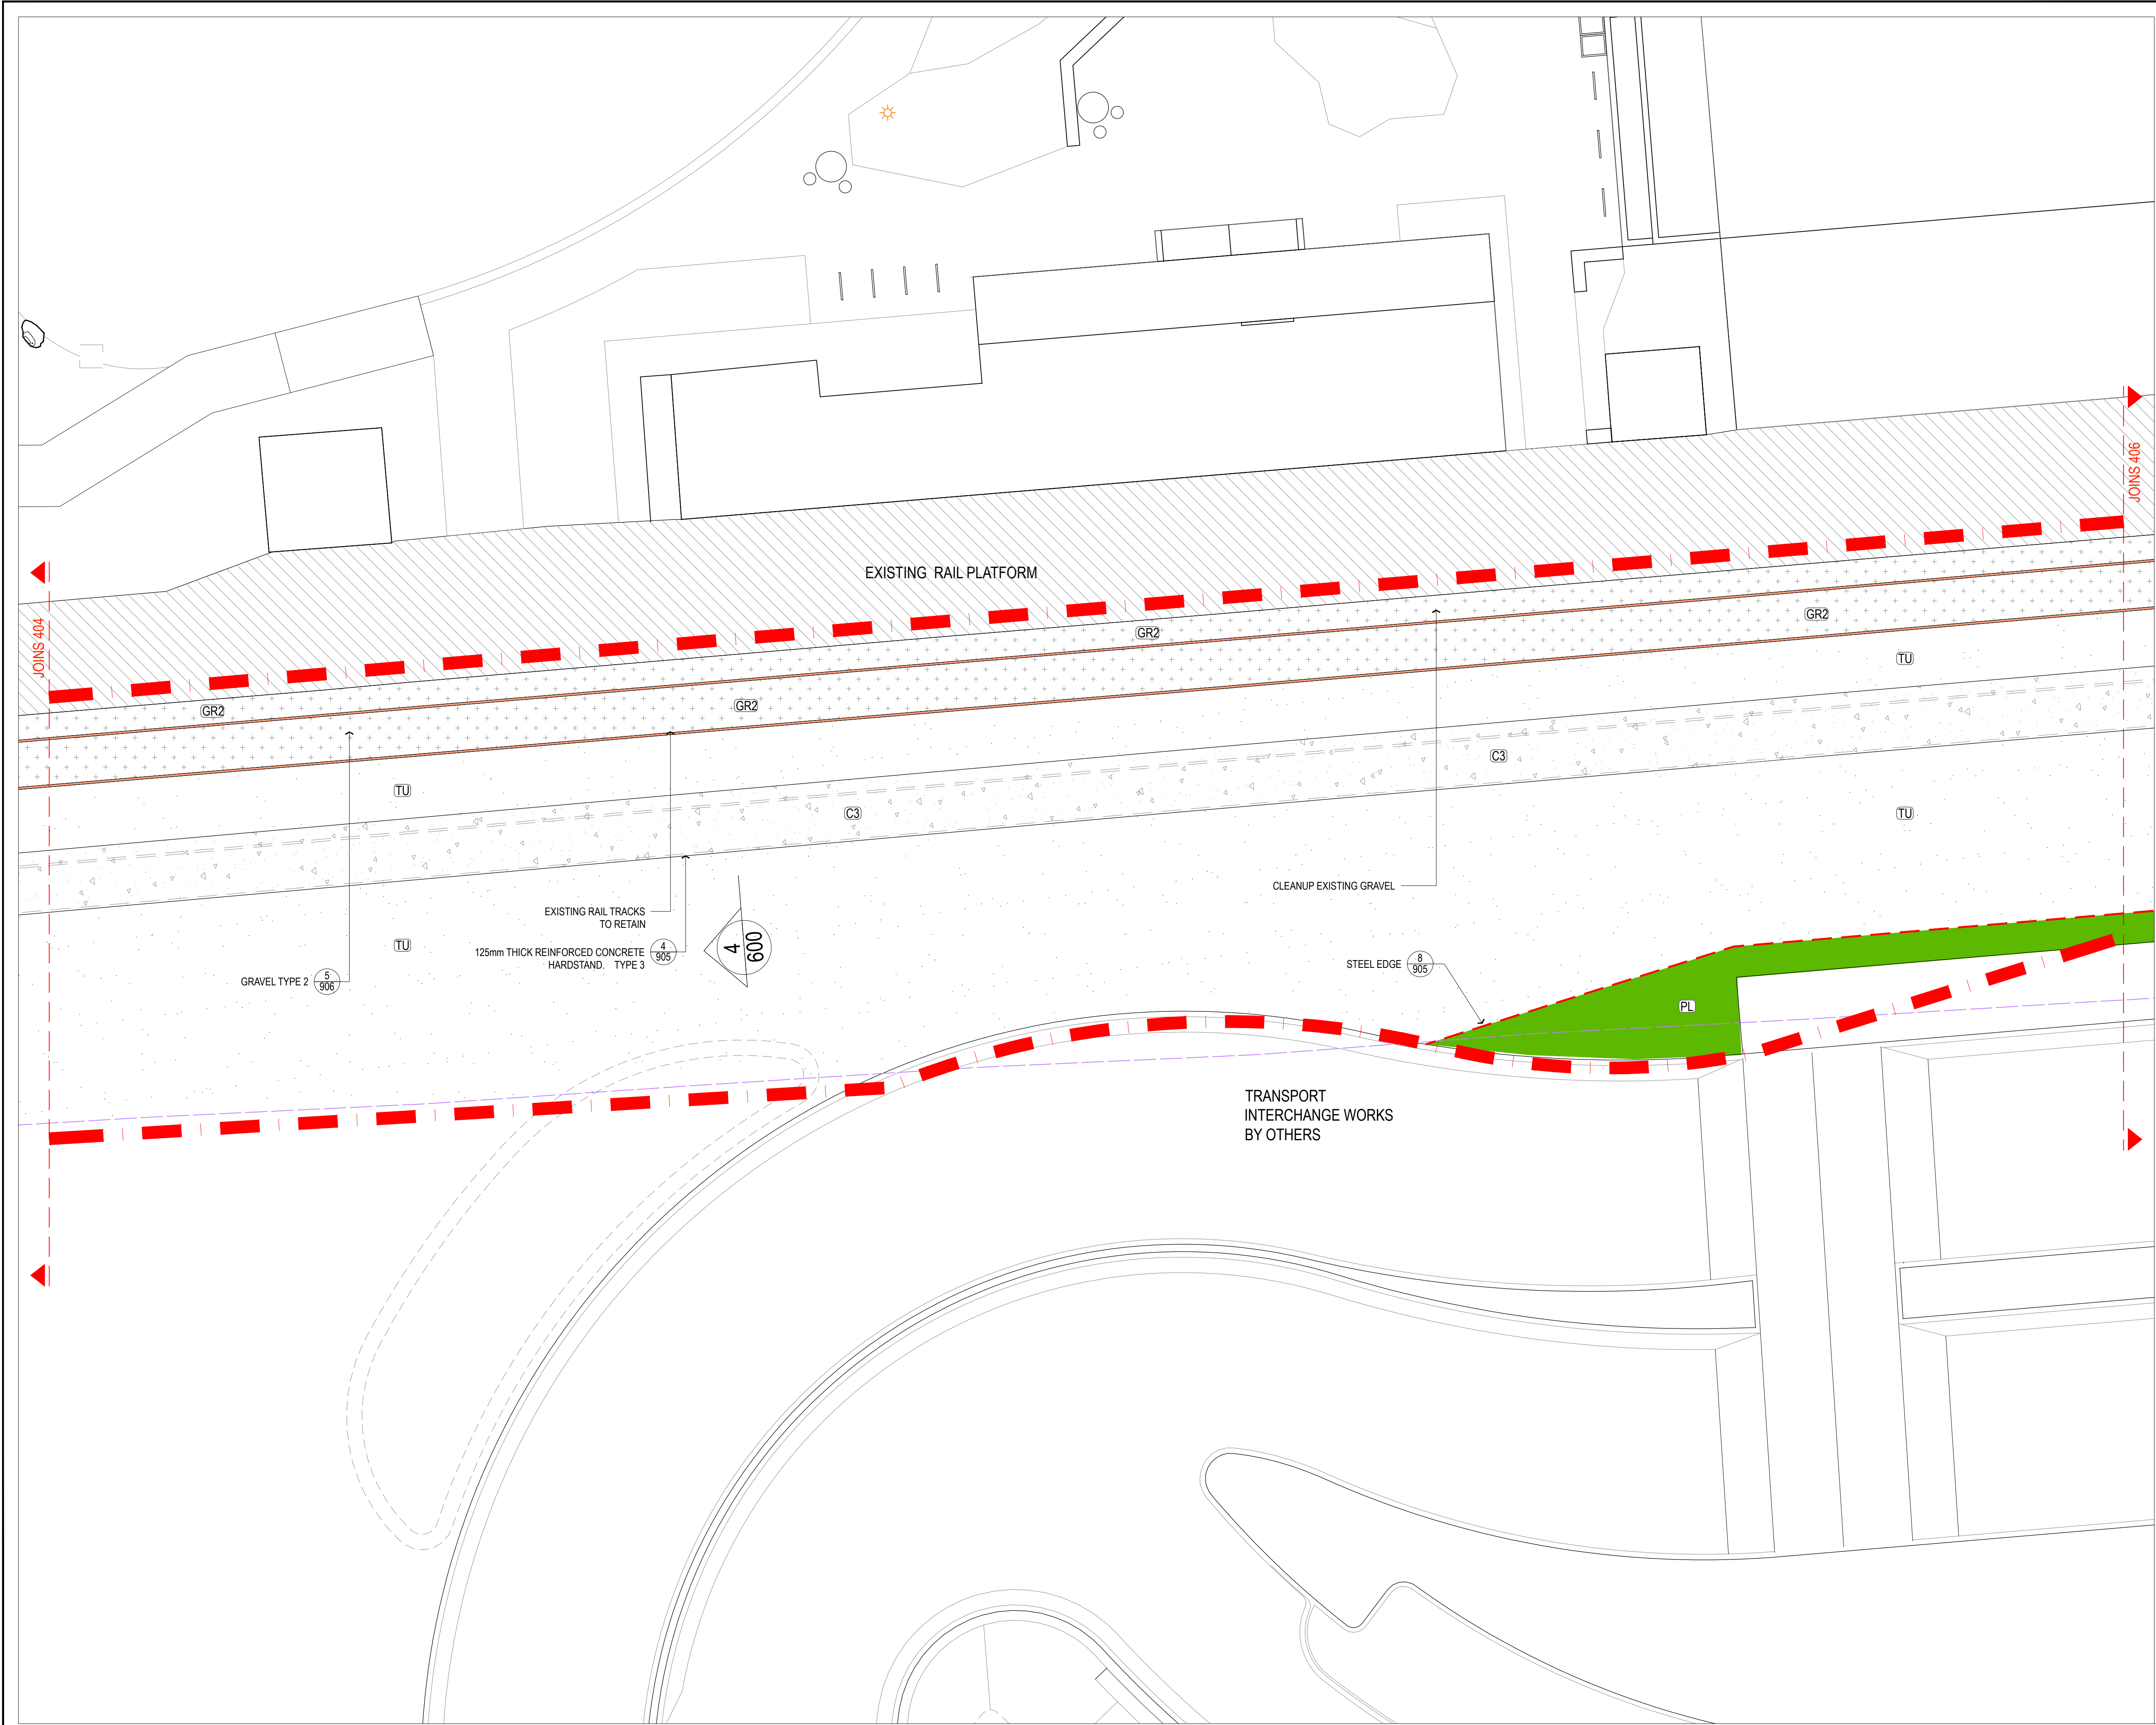 JOINS 406
EXISTING RAIL PLATFORM
JOINS 404
GR2
GR2
TU
GR2
GR2
C3
TU
C3
TU
CLEANUP EXISTING GRAVEL
EXISTING RAIL TRACKS
TO RETAIN
4
600
TU
125mm THICK REINFORCED CONCRETE
HARDSTAND. TYPE 3
4
905
STEEL EDGE
8
905
GRAVEL TYPE 2
5
906
PL
TRANSPORT
INTERCHANGE WORKS
BY OTHERS